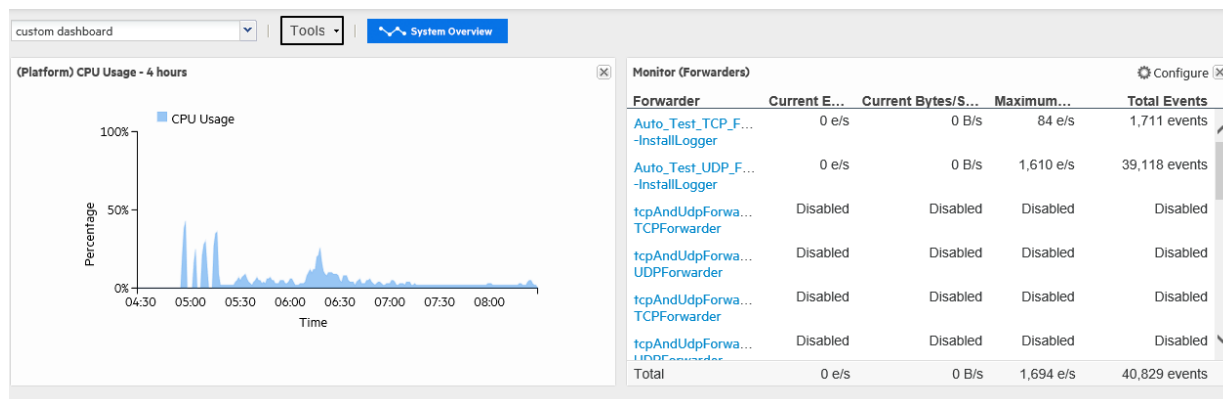 custom dashboard
Tools
System Overview
(Platform) CPU Usage - 4 hours
CPU Usage
100%
50%
0%
Percentage
04:30 05:00 05:30 06:00 06:30 07:00 07:30 08:00
Time
Monitor (Forwarders)
Configure
Forwarder Current E... Current Bytes/S... Maximum... Total Events
Auto_Test_TCP_F... 0 e/s 0 B/s 84 e/s 1,711 events
-InstallLogger
Auto_Test_UDP_F... 0 e/s 0 B/s 1,610 e/s 39,118 events
-InstallLogger
tcpAndUdpForwa... Disabled Disabled Disabled Disabled
TCPForwarder
tcpAndUdpForwa... Disabled Disabled Disabled Disabled
UDPForwarder
tcpAndUdpForwa... Disabled Disabled Disabled Disabled
TCPForwarder
tcpAndUdpForwa... Disabled Disabled Disabled Disabled
UDPForwarder
Total 0 e/s 0 B/s 1,694 e/s 40,829 events